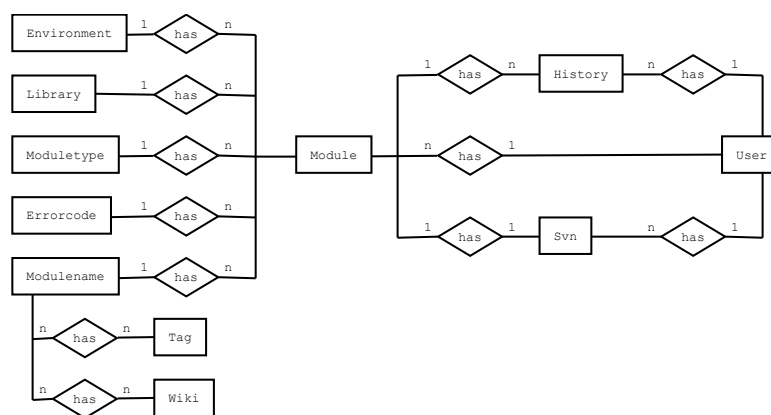 Environment 1 has n
Library 1 has n
Moduletype 1 has n
Errorcode 1 has n
Modulename 1 has n
n has n Tag
n has n Wiki
Module
1 has n History n has 1
n has 1 User
1 has 1 Svn n has 1